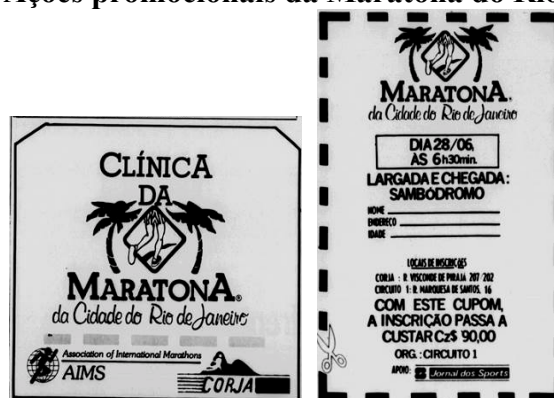 Ações promocionais da Maratona do Rio
CLÍNICA
DA
MARATONA®
da Cidade do Rio de Janeiro
Association of International Marathons
AIMS
CORJA
MARATONA®
da Cidade do Rio de Janeiro
DIA 28/06,
ÀS 6h30min.
LARGADA E CHEGADA:
SAMBÓDROMO
NOME
ENDEREÇO
IDADE
LOCAIS DE INSCRIÇÕES
CORJA : R. VISCONDE DE PIRAJÁ 207/202
CIRCUITO 1: R. MARQUESA DE SANTOS, 16
COM ESTE CUPOM,
A INSCRIÇÃO PASSA A
CUSTAR Cz$ 90,00
ORG.: CIRCUITO 1
APOIO: Jornal dos Sports